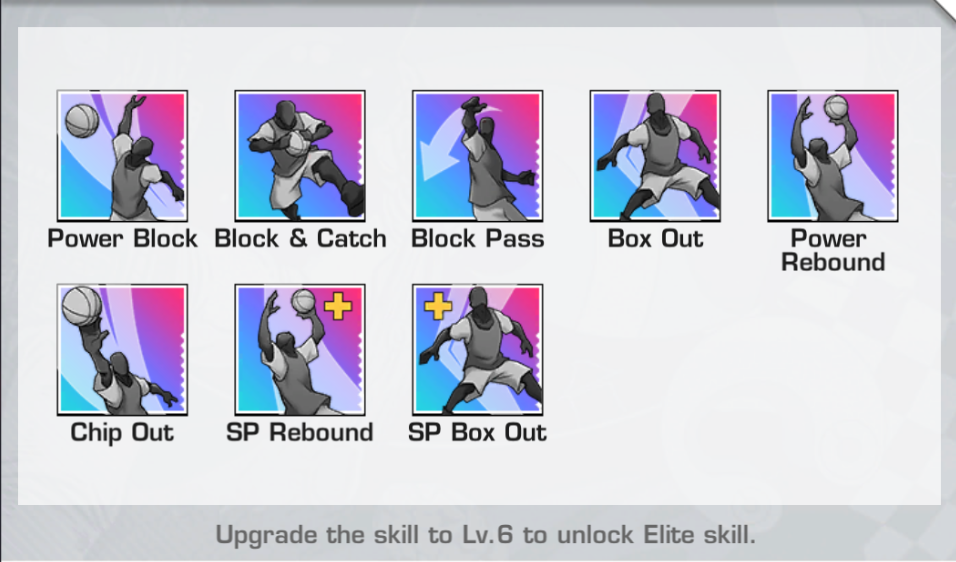 Power Block
Block & Catch
Block Pass
Box Out
Power
Rebound
Chip Out
SP Rebound
SP Box Out
Upgrade the skill to Lv.6 to unlock Elite skill.